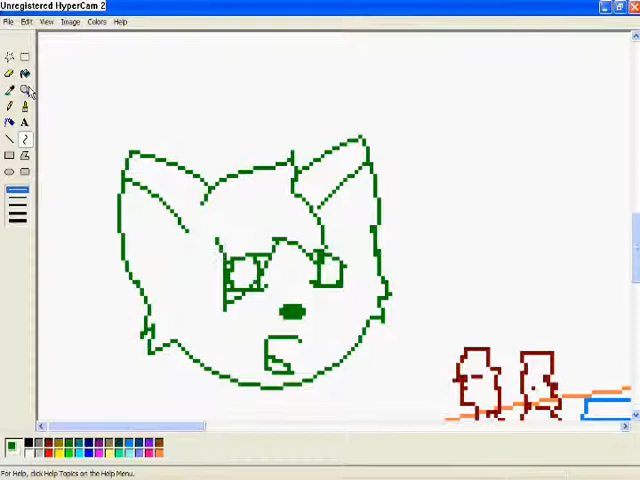 Unregistered HyperCam 2
File Edit View Image Colors Help
A
For Help, click Help Topics on the Help Menu.